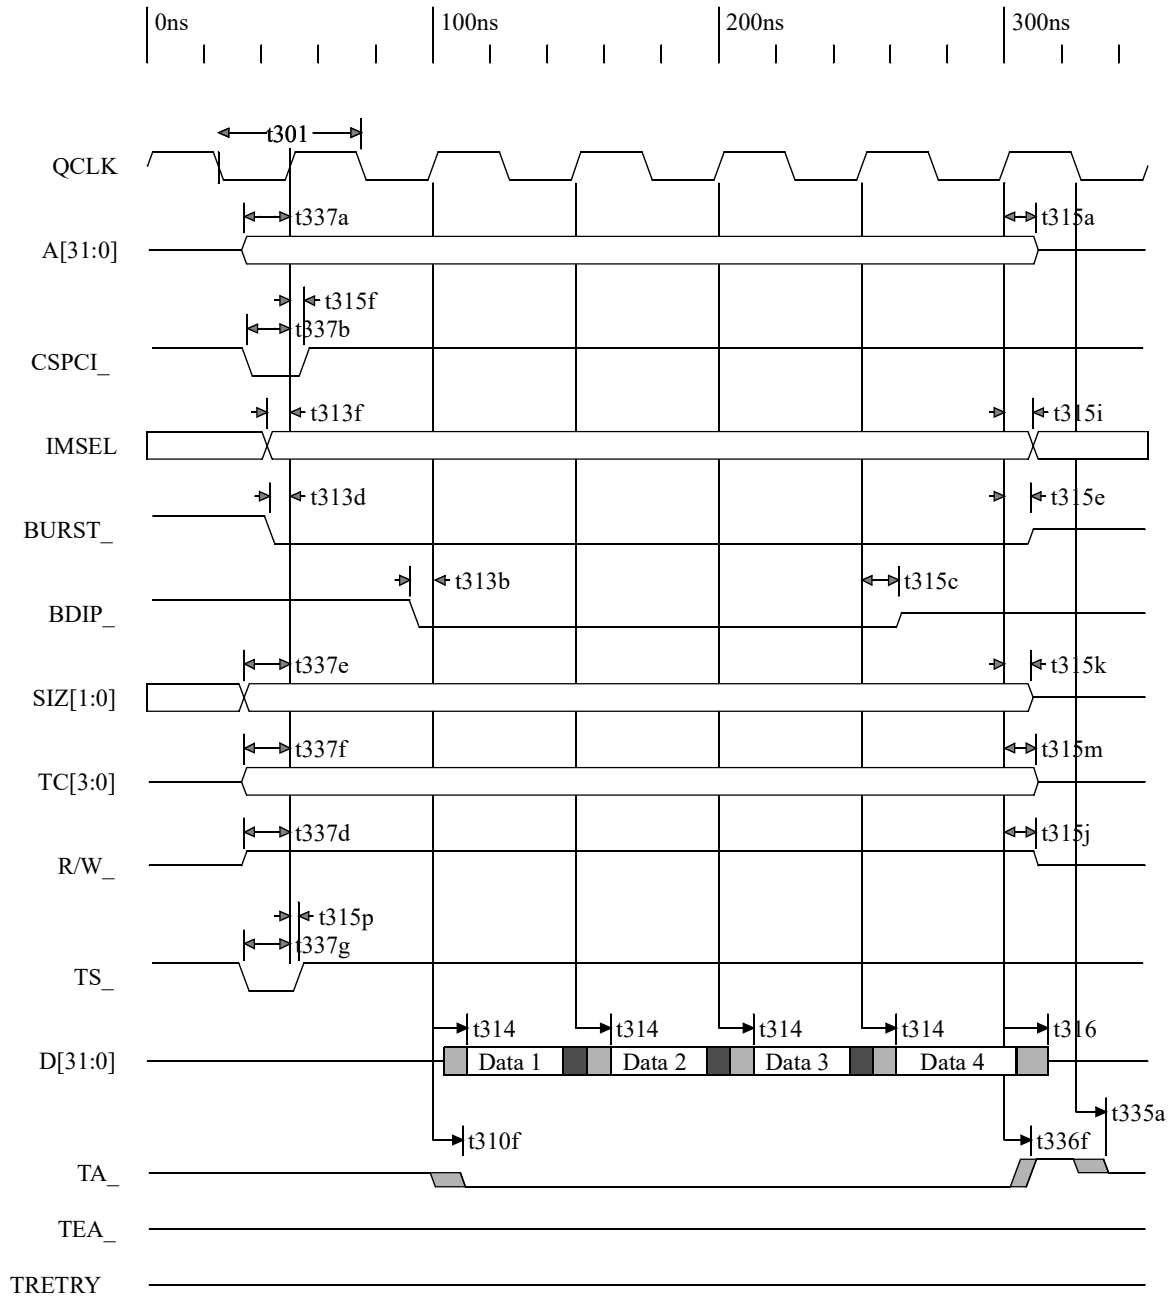 0ns 100ns 200ns 300ns
t301
QCLK
t337a t315a
A[31:0]
t315f
t337b
CSPCI_
t313f t315i
IMSEL
t313d t315e
BURST_
t313b t315c
BDIP_
t337e t315k
SIZ[1:0]
t337f t315m
TC[3:0]
t337d t315j
R/W_
t315p
t337g
TS_
t314 t314 t314 t314 t316
D[31:0] Data 1 Data 2 Data 3 Data 4
t335a
t310f t336f
TA_
TEA_
TRETRY